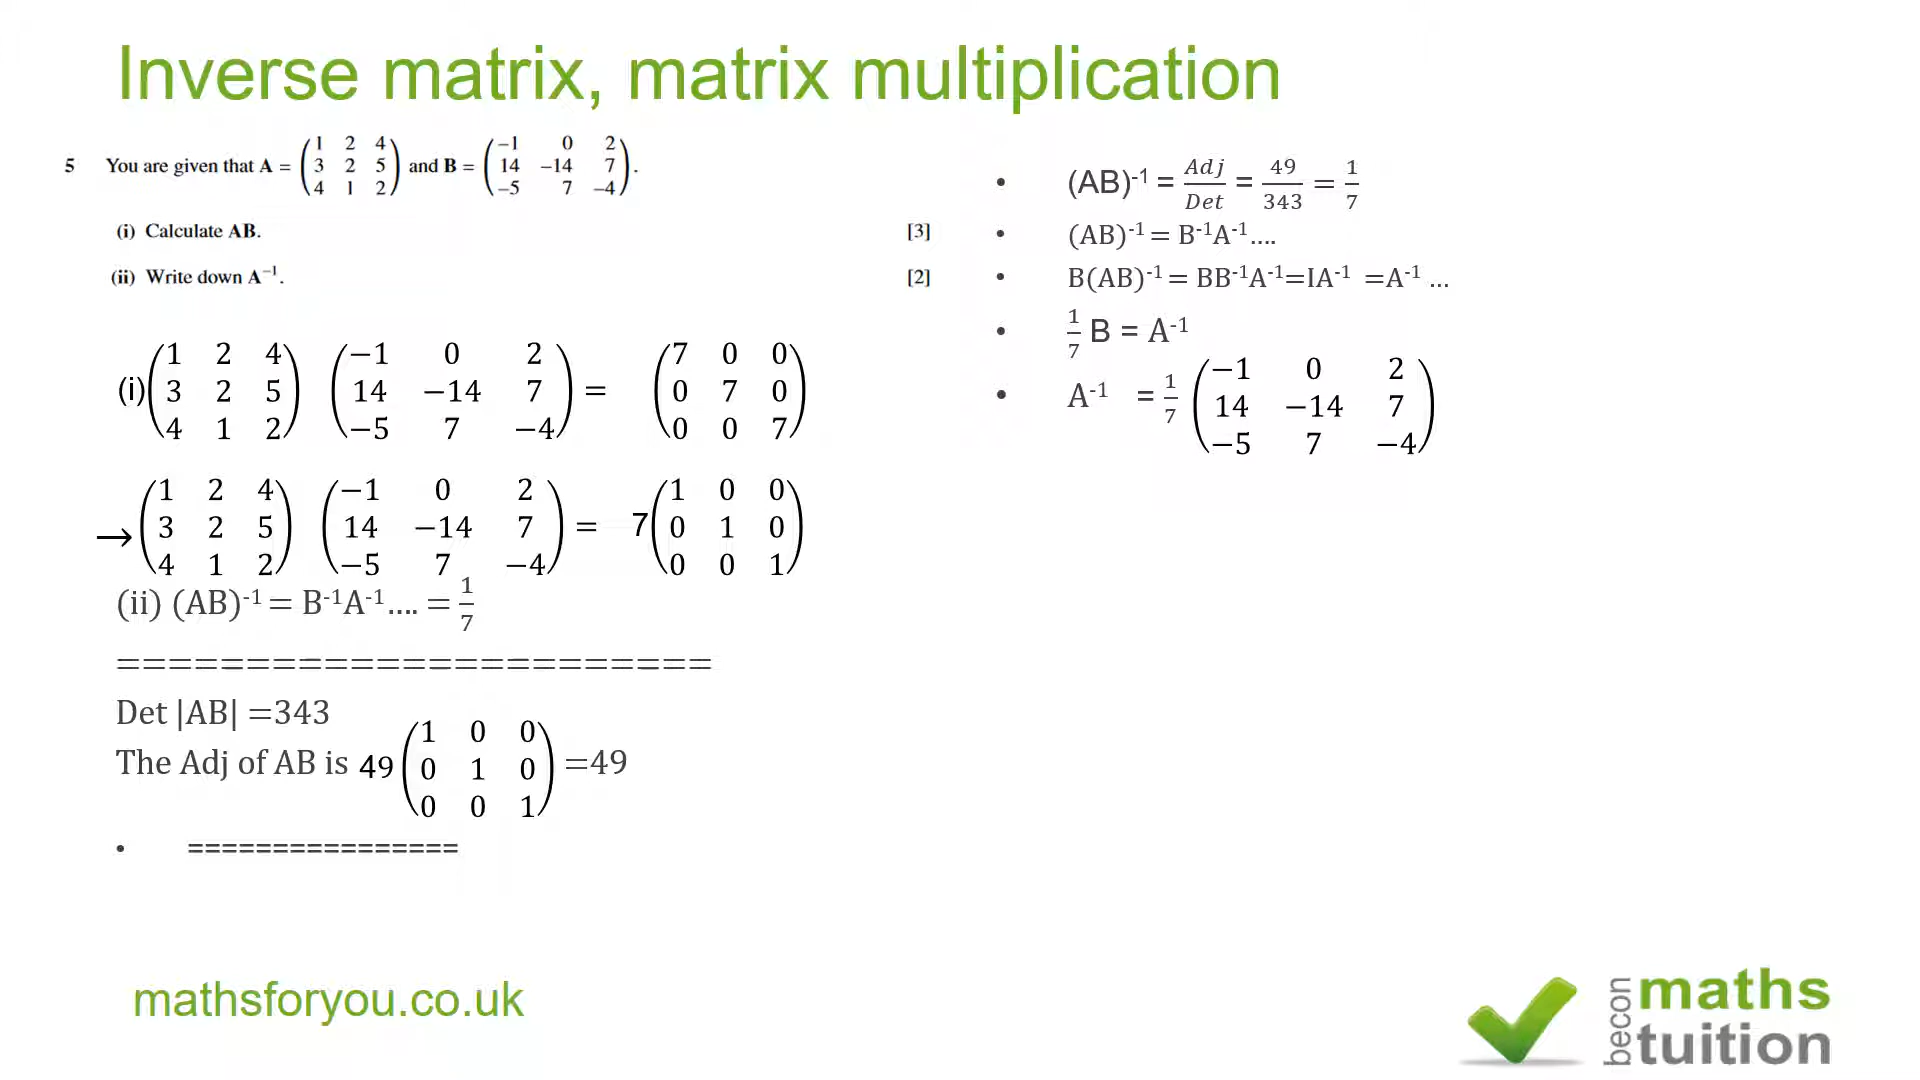 Inverse matrix, matrix multiplication
5 You are given that A = (1 2 4
3 2 5
4 1 2) and B = (−1 0 2
14 −14 7
−5 7 −4).
(i) Calculate AB. [3]
(ii) Write down A⁻¹. [2]
(i) (1 2 4
3 2 5
4 1 2) (−1 0 2
14 −14 7
−5 7 −4) = (7 0 0
0 7 0
0 0 7)
→ (1 2 4
3 2 5
4 1 2) (−1 0 2
14 −14 7
−5 7 −4) = 7 (1 0 0
0 1 0
0 0 1)
(ii) (AB)⁻¹ = B⁻¹A⁻¹.... = 1/7
=======================
Det |AB| =343
The Adj of AB is 49 (1 0 0
0 1 0
0 0 1) =49
• ================
• (AB)⁻¹ = Adj/Det = 49/343 = 1/7
• (AB)⁻¹ = B⁻¹A⁻¹....
• B(AB)⁻¹ = BB⁻¹A⁻¹=IA⁻¹ =A⁻¹ ...
• 1/7 B = A⁻¹
• A⁻¹ = 1/7 (−1 0 2
14 −14 7
−5 7 −4)
mathsforyou.co.uk
becon
maths
tuition